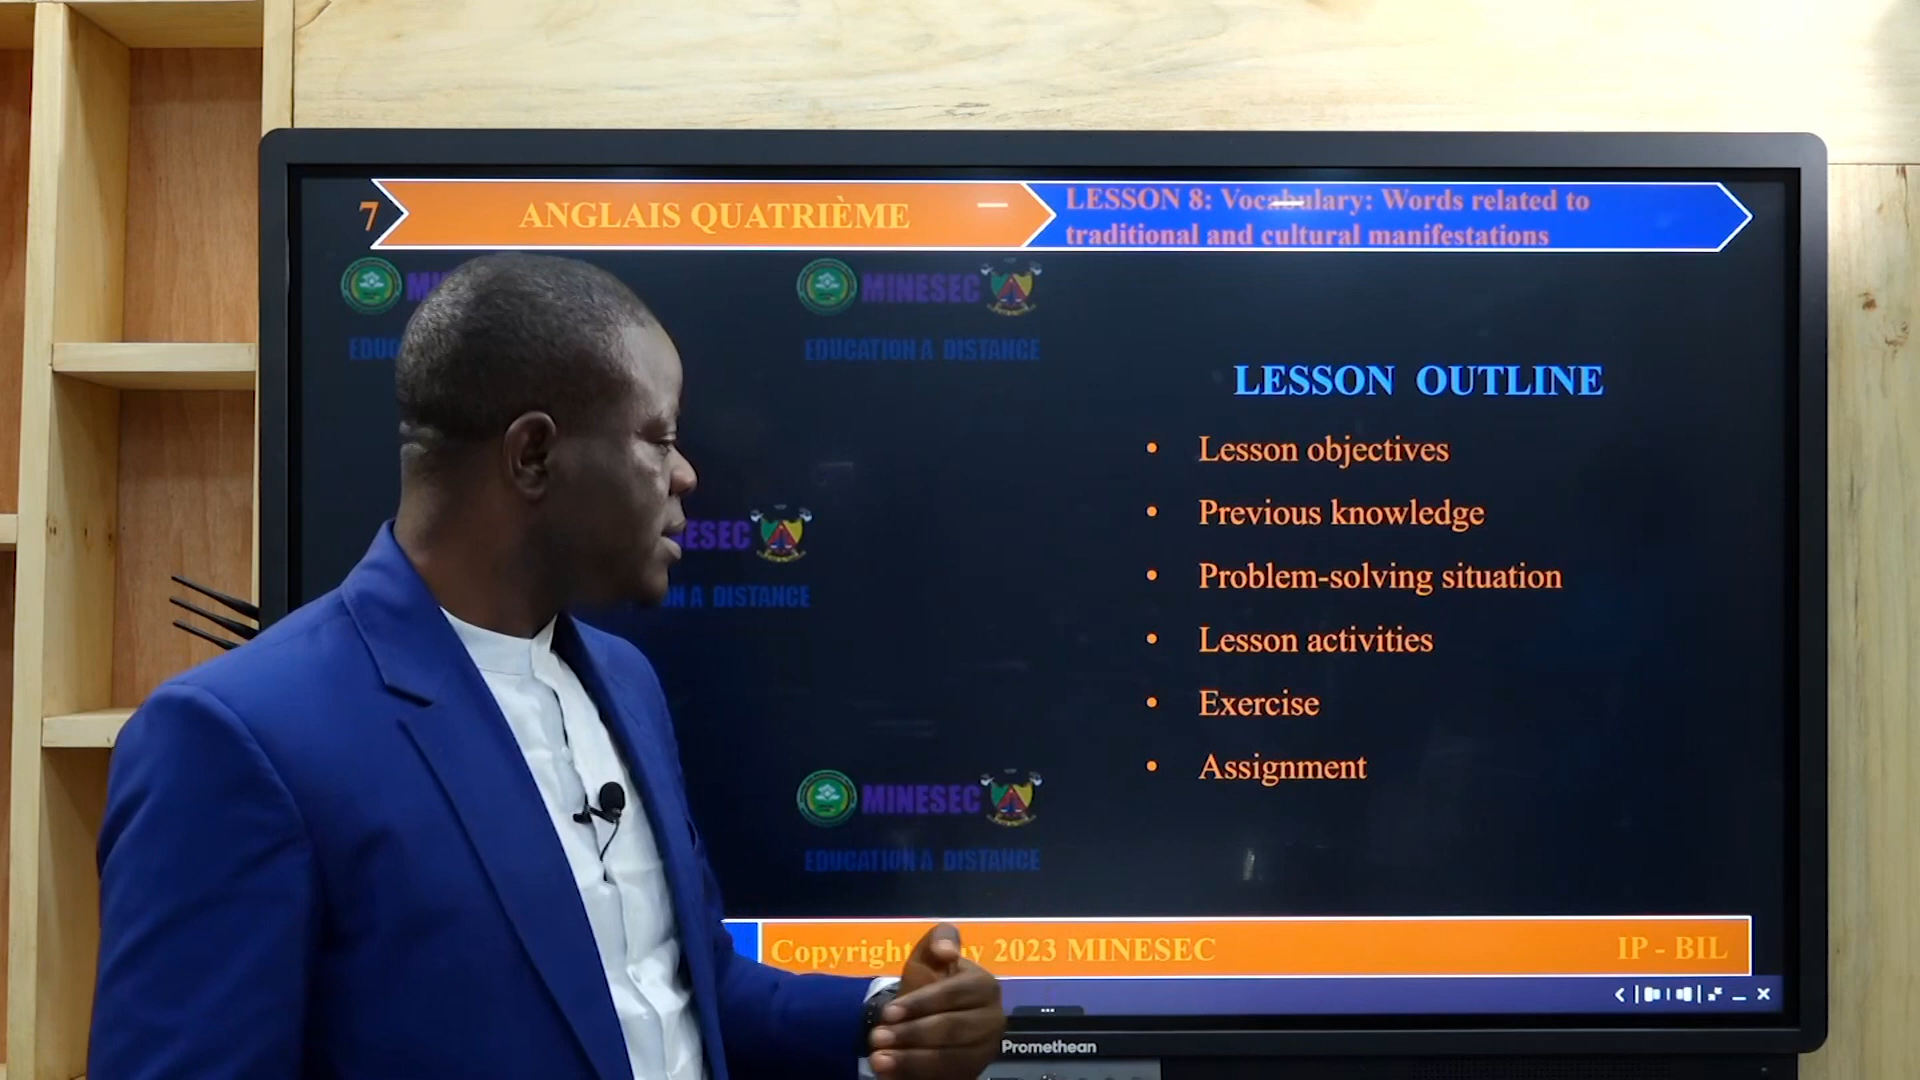 7
ANGLAIS QUATRIÈME
LESSON 8: Vocabulary: Words related to
traditional and cultural manifestations
MINESEC
EDUCATION A DISTANCE
LESSON OUTLINE
• Lesson objectives
• Previous knowledge
• Problem-solving situation
• Lesson activities
• Exercise
• Assignment
MINESEC
EDUCATION A DISTANCE
Copyright 2023 MINESEC
IP - BIL
Promethean